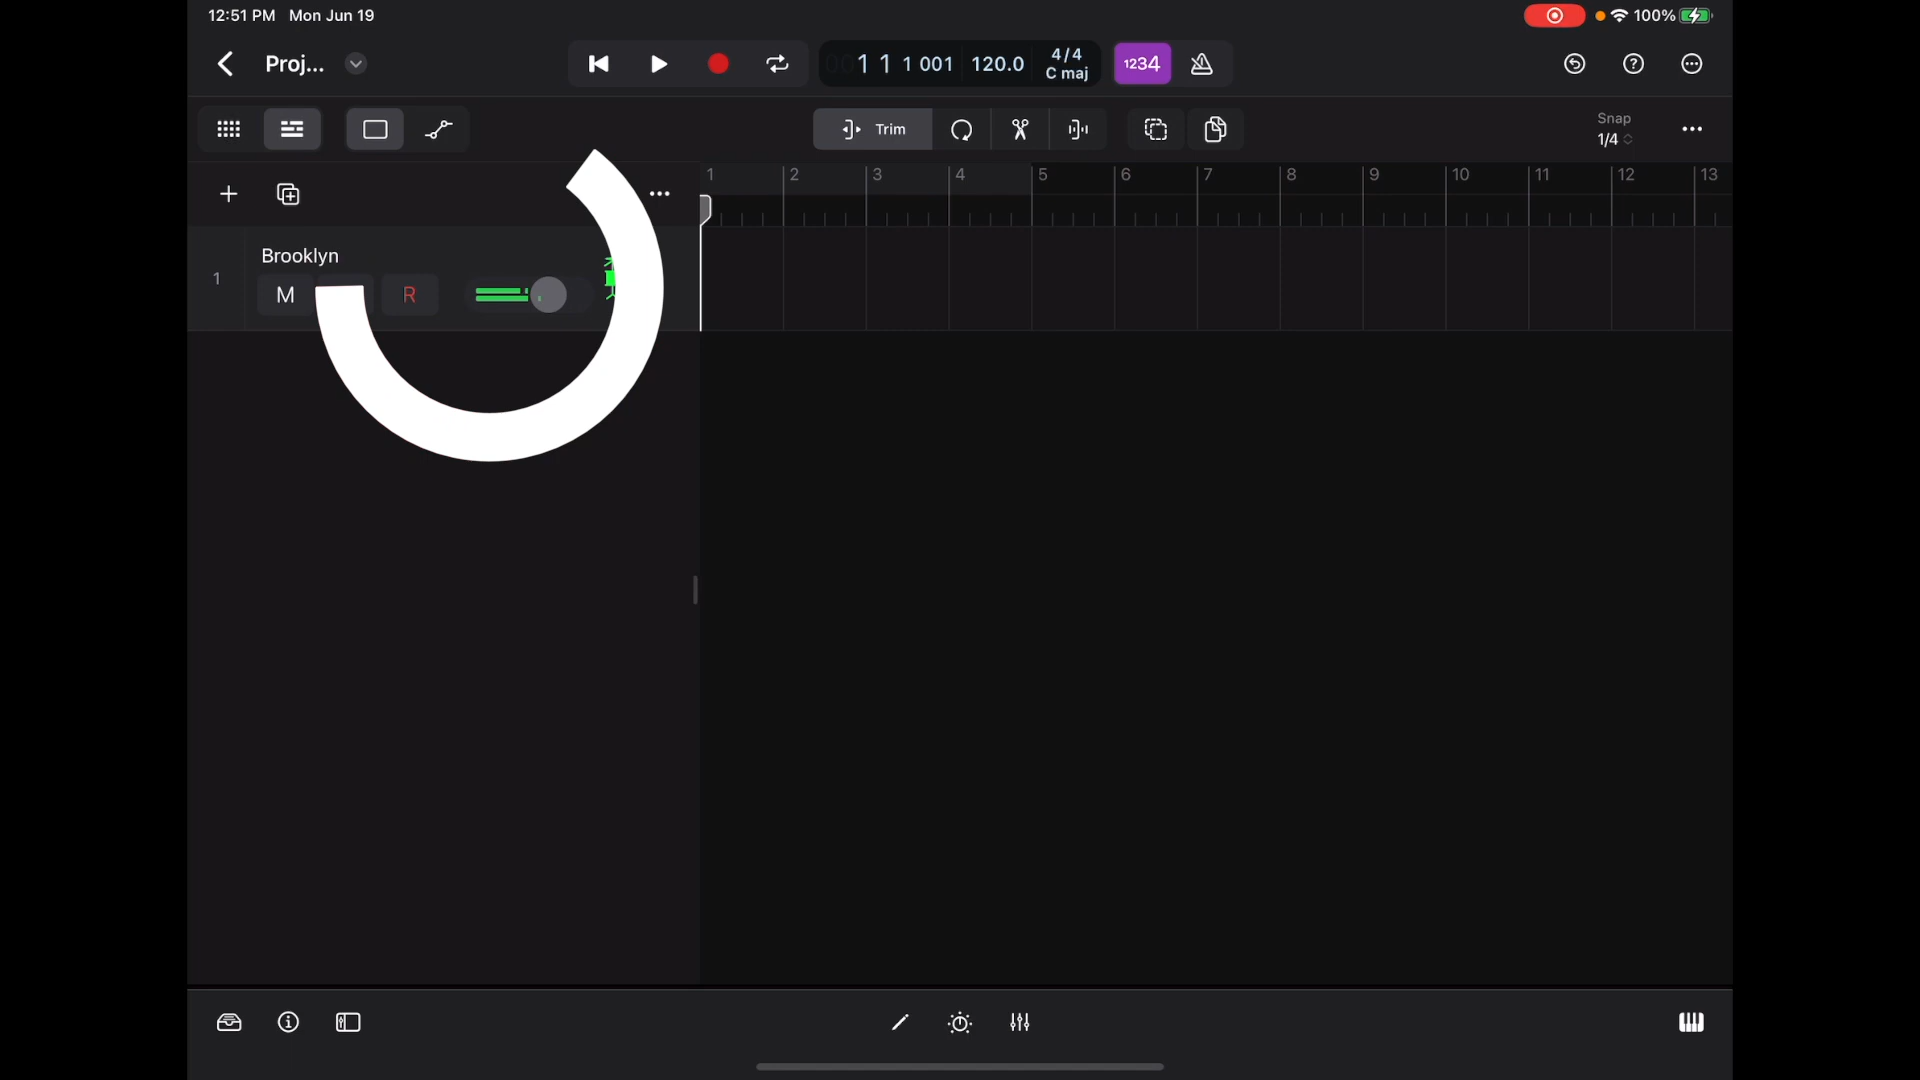 12:51 PM Mon Jun 19
100%
Proj...
1 1 1 001 120.0 4/4 C maj
1234
Trim
Snap
1/4
1 2 3 4 5 6 7 8 9 10 11 12 13
Brooklyn
1
M R